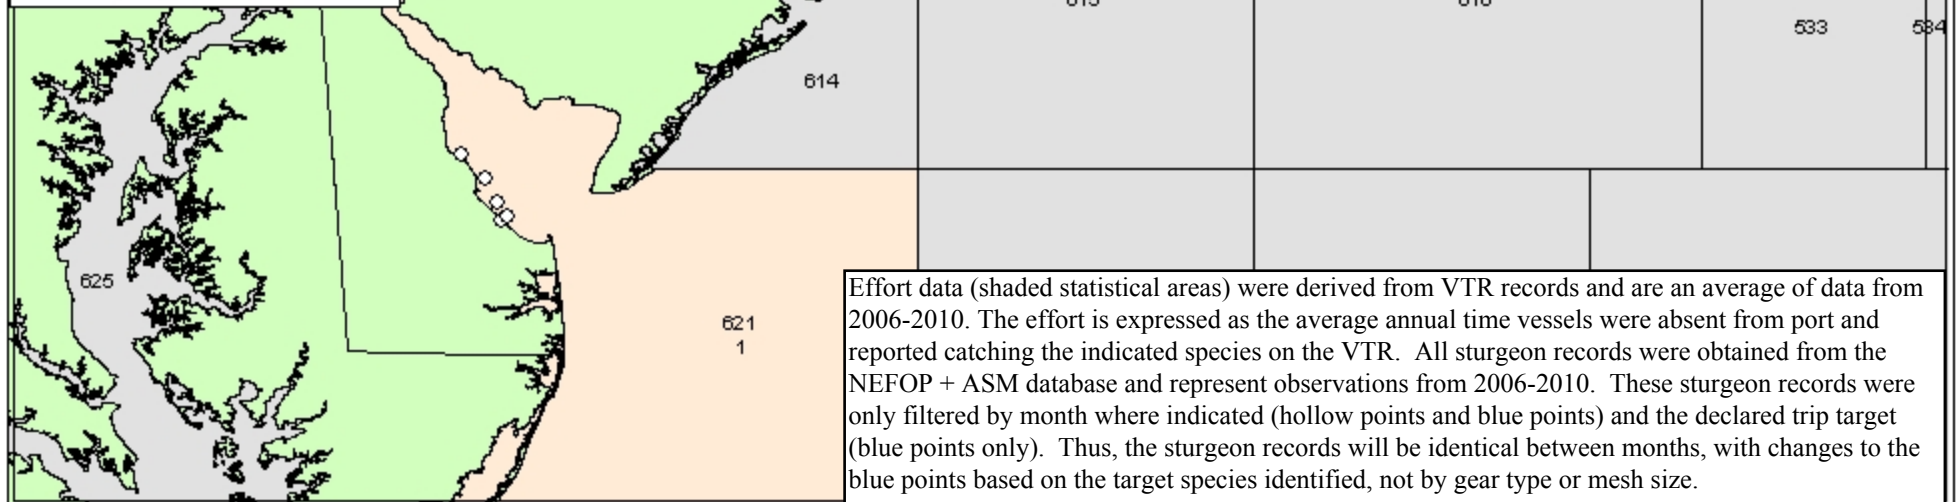 533
614
625
621
1
Effort data (shaded statistical areas) were derived from VTR records and are an average of data from
2006-2010. The effort is expressed as the average annual time vessels were absent from port and
reported catching the indicated species on the VTR.  All sturgeon records were obtained from the
NEFOP + ASM database and represent observations from 2006-2010.  These sturgeon records were
only filtered by month where indicated (hollow points and blue points) and the declared trip target
(blue points only).  Thus, the sturgeon records will be identical between months, with changes to the
blue points based on the target species identified, not by gear type or mesh size.